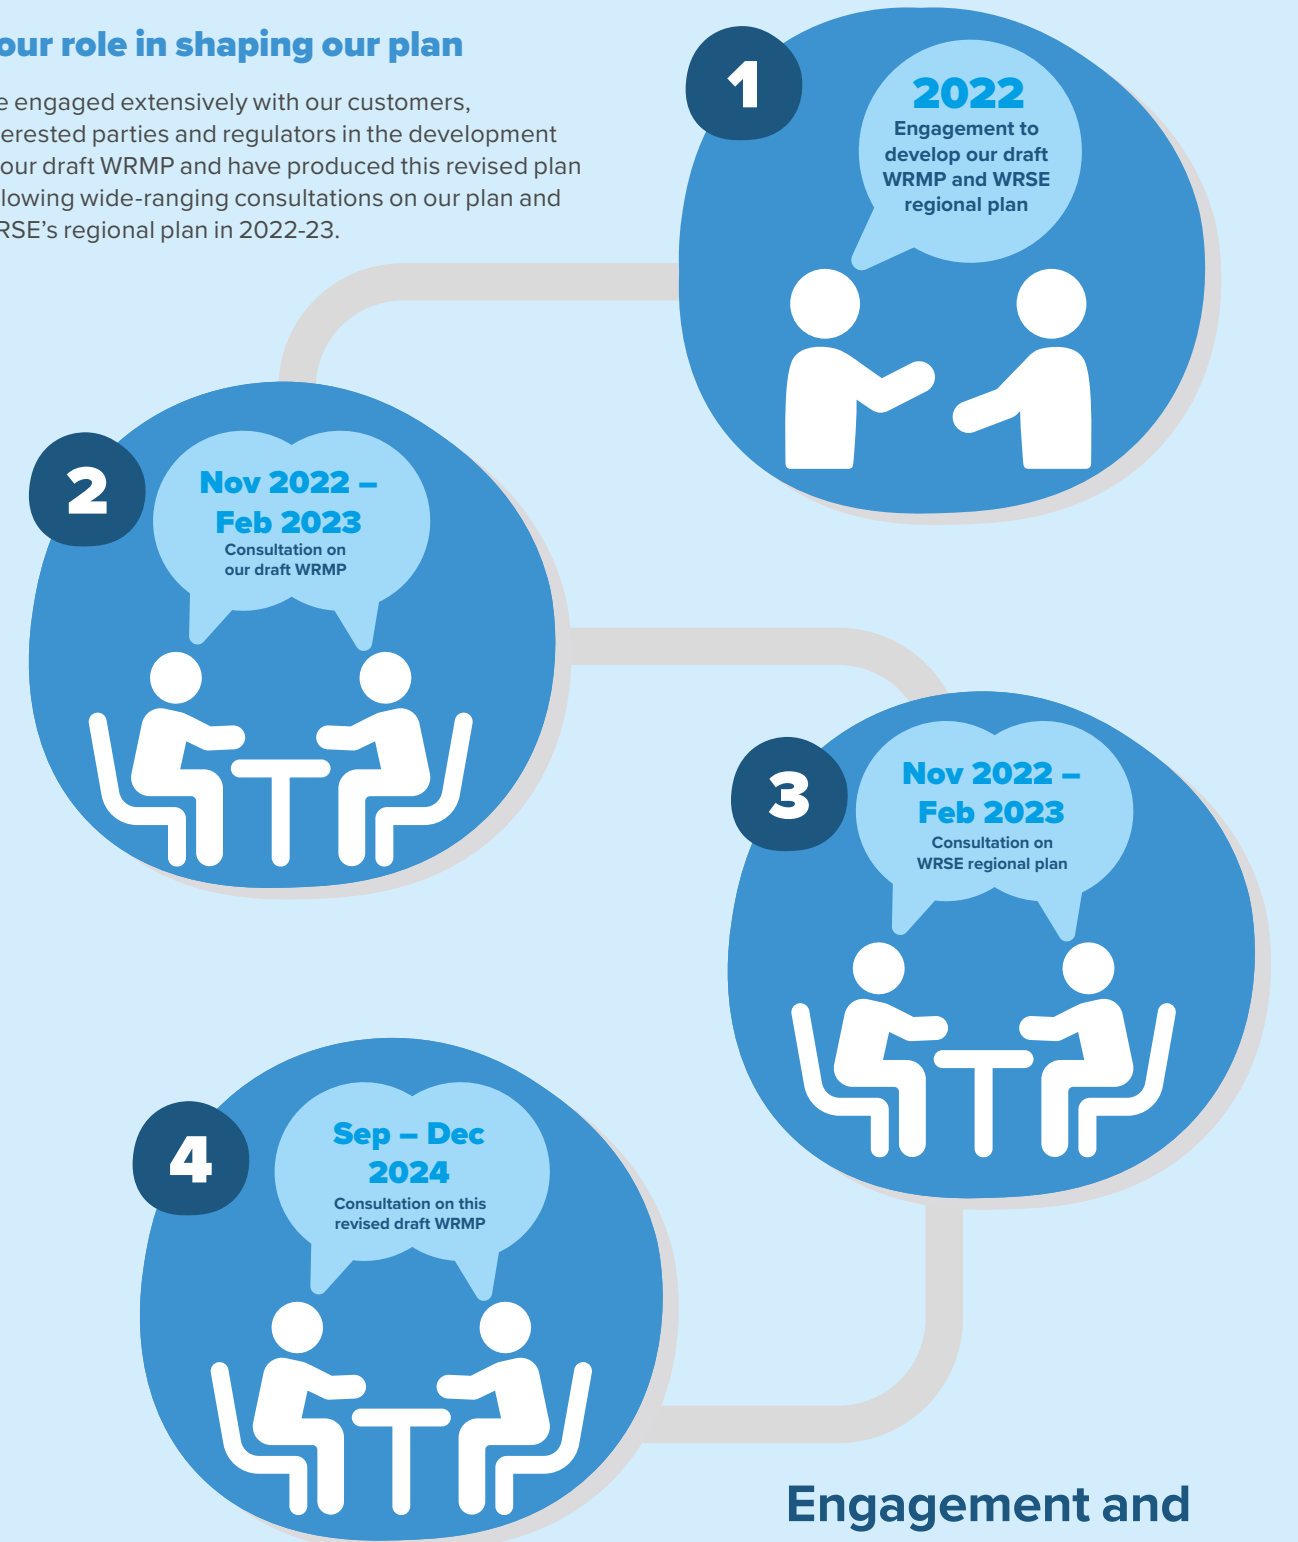 our role in shaping our plan
e engaged extensively with our customers,
erested parties and regulators in the development
our draft WRMP and have produced this revised plan
lowing wide-ranging consultations on our plan and
RSE's regional plan in 2022-23.
1
2022
Engagement to
develop our draft
WRMP and WRSE
regional plan
2
Nov 2022 –
Feb 2023
Consultation on
our draft WRMP
3
Nov 2022 –
Feb 2023
Consultation on
WRSE regional plan
4
Sep – Dec
2024
Consultation on this
revised draft WRMP
Engagement and